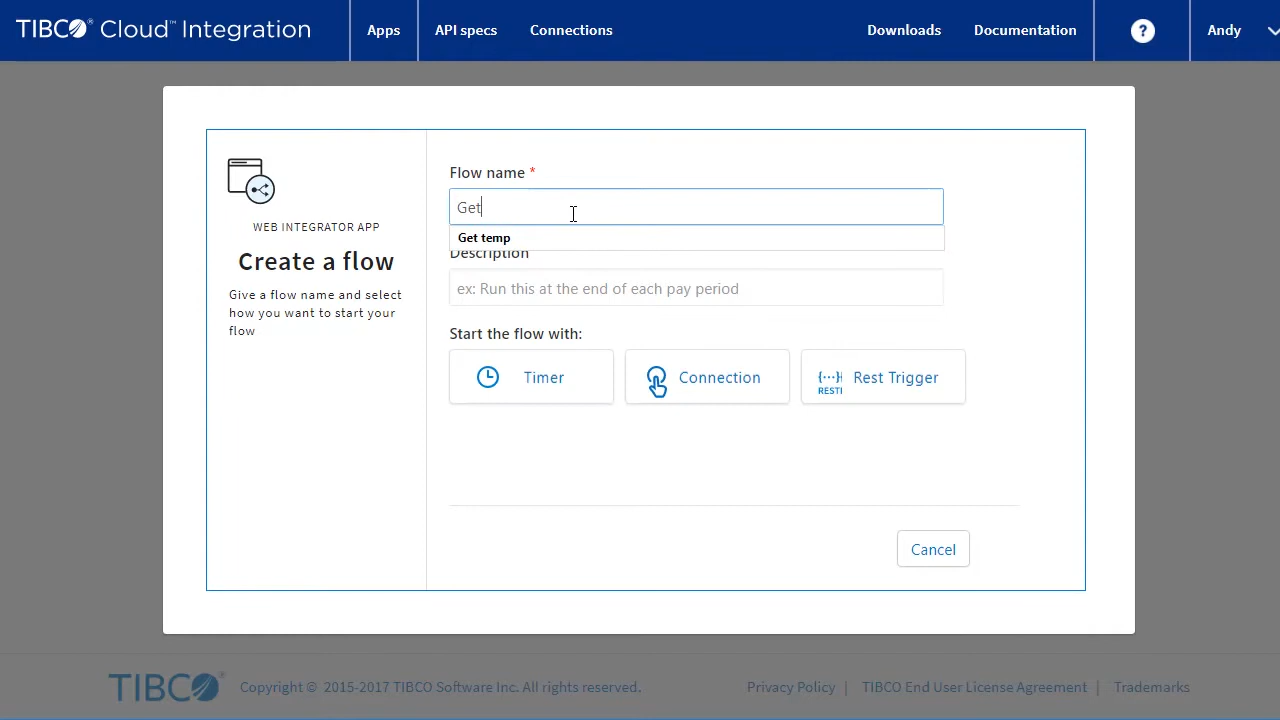 TIBCO® Cloud™ Integration
Apps
API specs
Connections
Downloads
Documentation
?
Andy
WEB INTEGRATOR APP
Create a flow
Give a flow name and select
how you want to start your
flow
Flow name *
Get
Get temp
Description
ex: Run this at the end of each pay period
Start the flow with:
Timer
Connection
{···}
REST
Rest Trigger
Cancel
TIBCO®
Copyright © 2015-2017 TIBCO Software Inc. All rights reserved.
Privacy Policy | TIBCO End User License Agreement | Trademarks